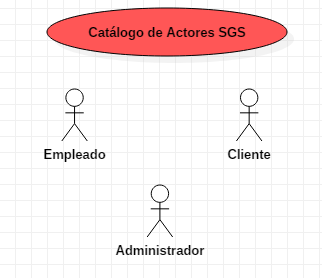 Catálogo de Actores SGS
Empleado
Cliente
Administrador